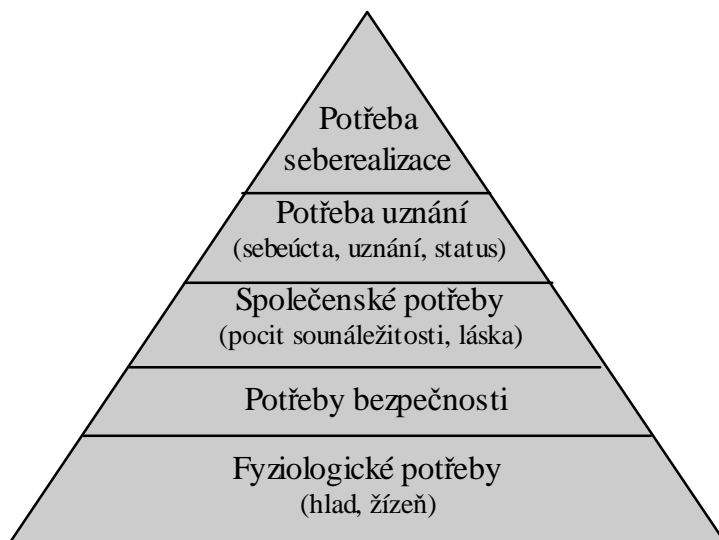 Potřeba
seberealizace
Potřeba uznání
(sebeúcta, uznání, status)
Společenské potřeby
(pocit sounáležitosti, láska)
Potřeby bezpečnosti
Fyziologické potřeby
(hlad, žízeň)